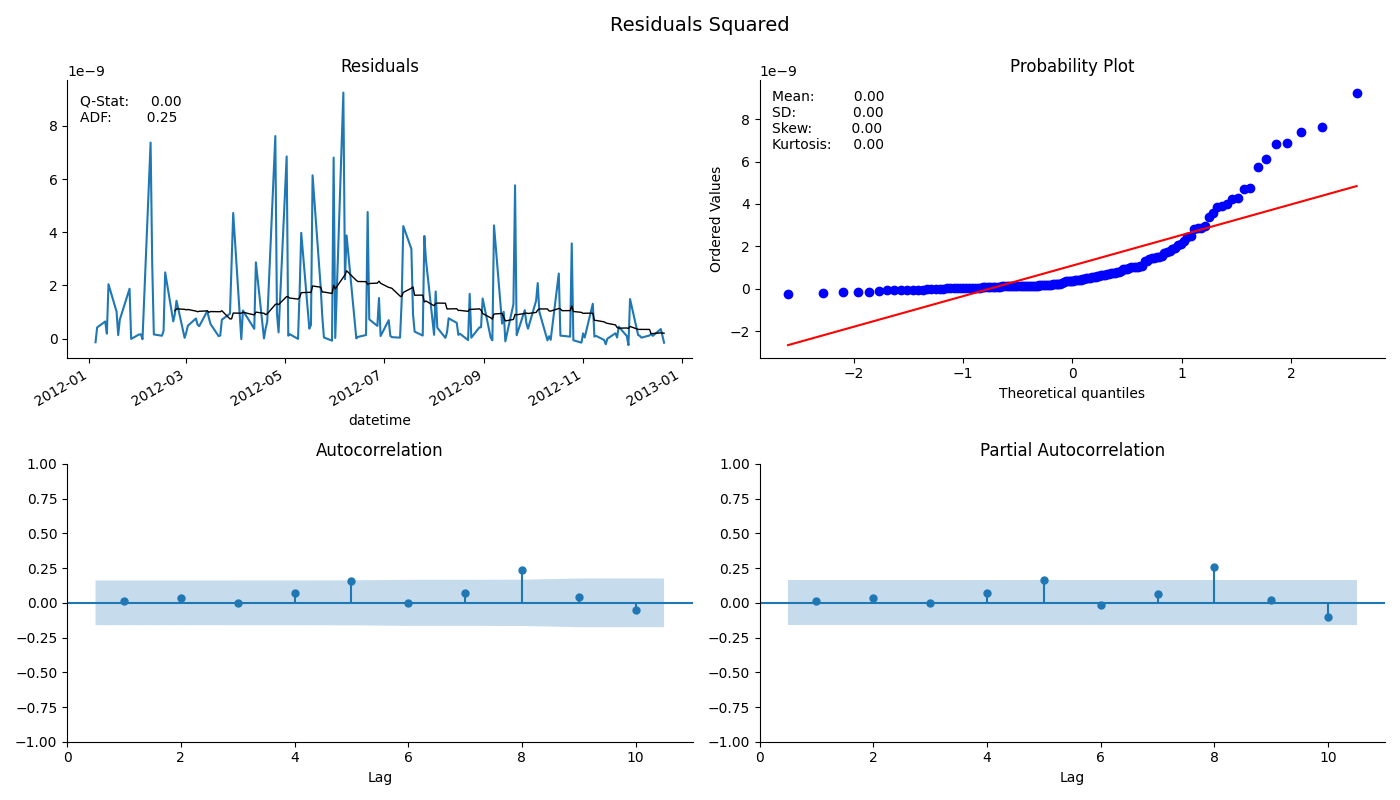 Residuals Squared
Residuals
1e−9
Q-Stat: 0.00
ADF: 0.25
8
6
4
2
0
2012-01
2012-03
2012-05
2012-07
2012-09
2012-11
2013-01
datetime
Probability Plot
1e−9
Mean: 0.00
SD: 0.00
Skew: 0.00
Kurtosis: 0.00
Ordered Values
8
6
4
2
0
−2
−2
−1
0
1
2
Theoretical quantiles
Autocorrelation
1.00
0.75
0.50
0.25
0.00
−0.25
−0.50
−0.75
−1.00
0
2
4
6
8
10
Lag
Partial Autocorrelation
1.00
0.75
0.50
0.25
0.00
−0.25
−0.50
−0.75
−1.00
0
2
4
6
8
10
Lag